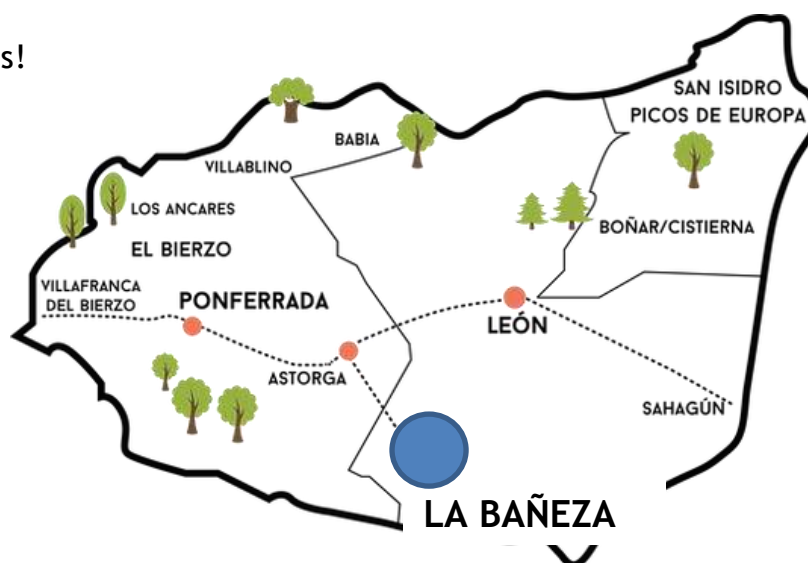 s!
SAN ISIDRO
PICOS DE EUROPA
BABIA
VILLABLINO
LOS ANCARES
BOÑAR/CISTIERNA
EL BIERZO
VILLAFRANCA
DEL BIERZO
PONFERRADA
LEÓN
ASTORGA
SAHAGÚN
LA BAÑEZA